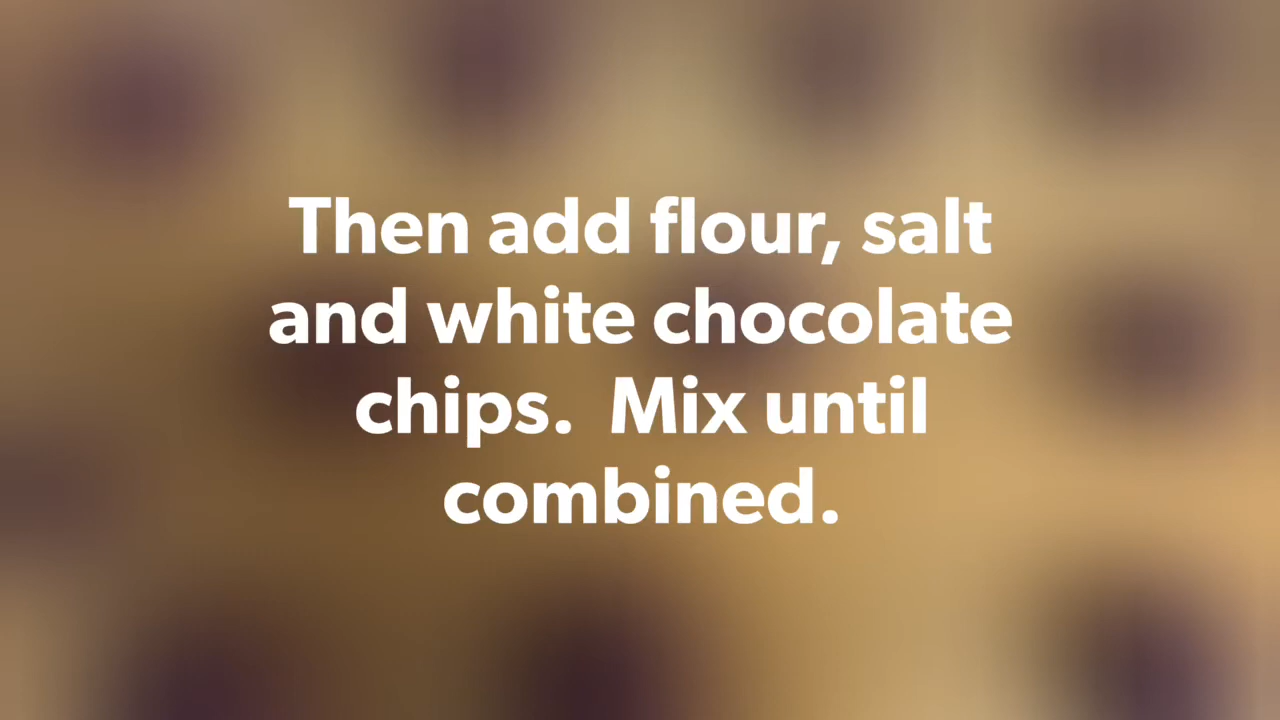 Then add flour, salt
and white chocolate
chips.  Mix until
combined.